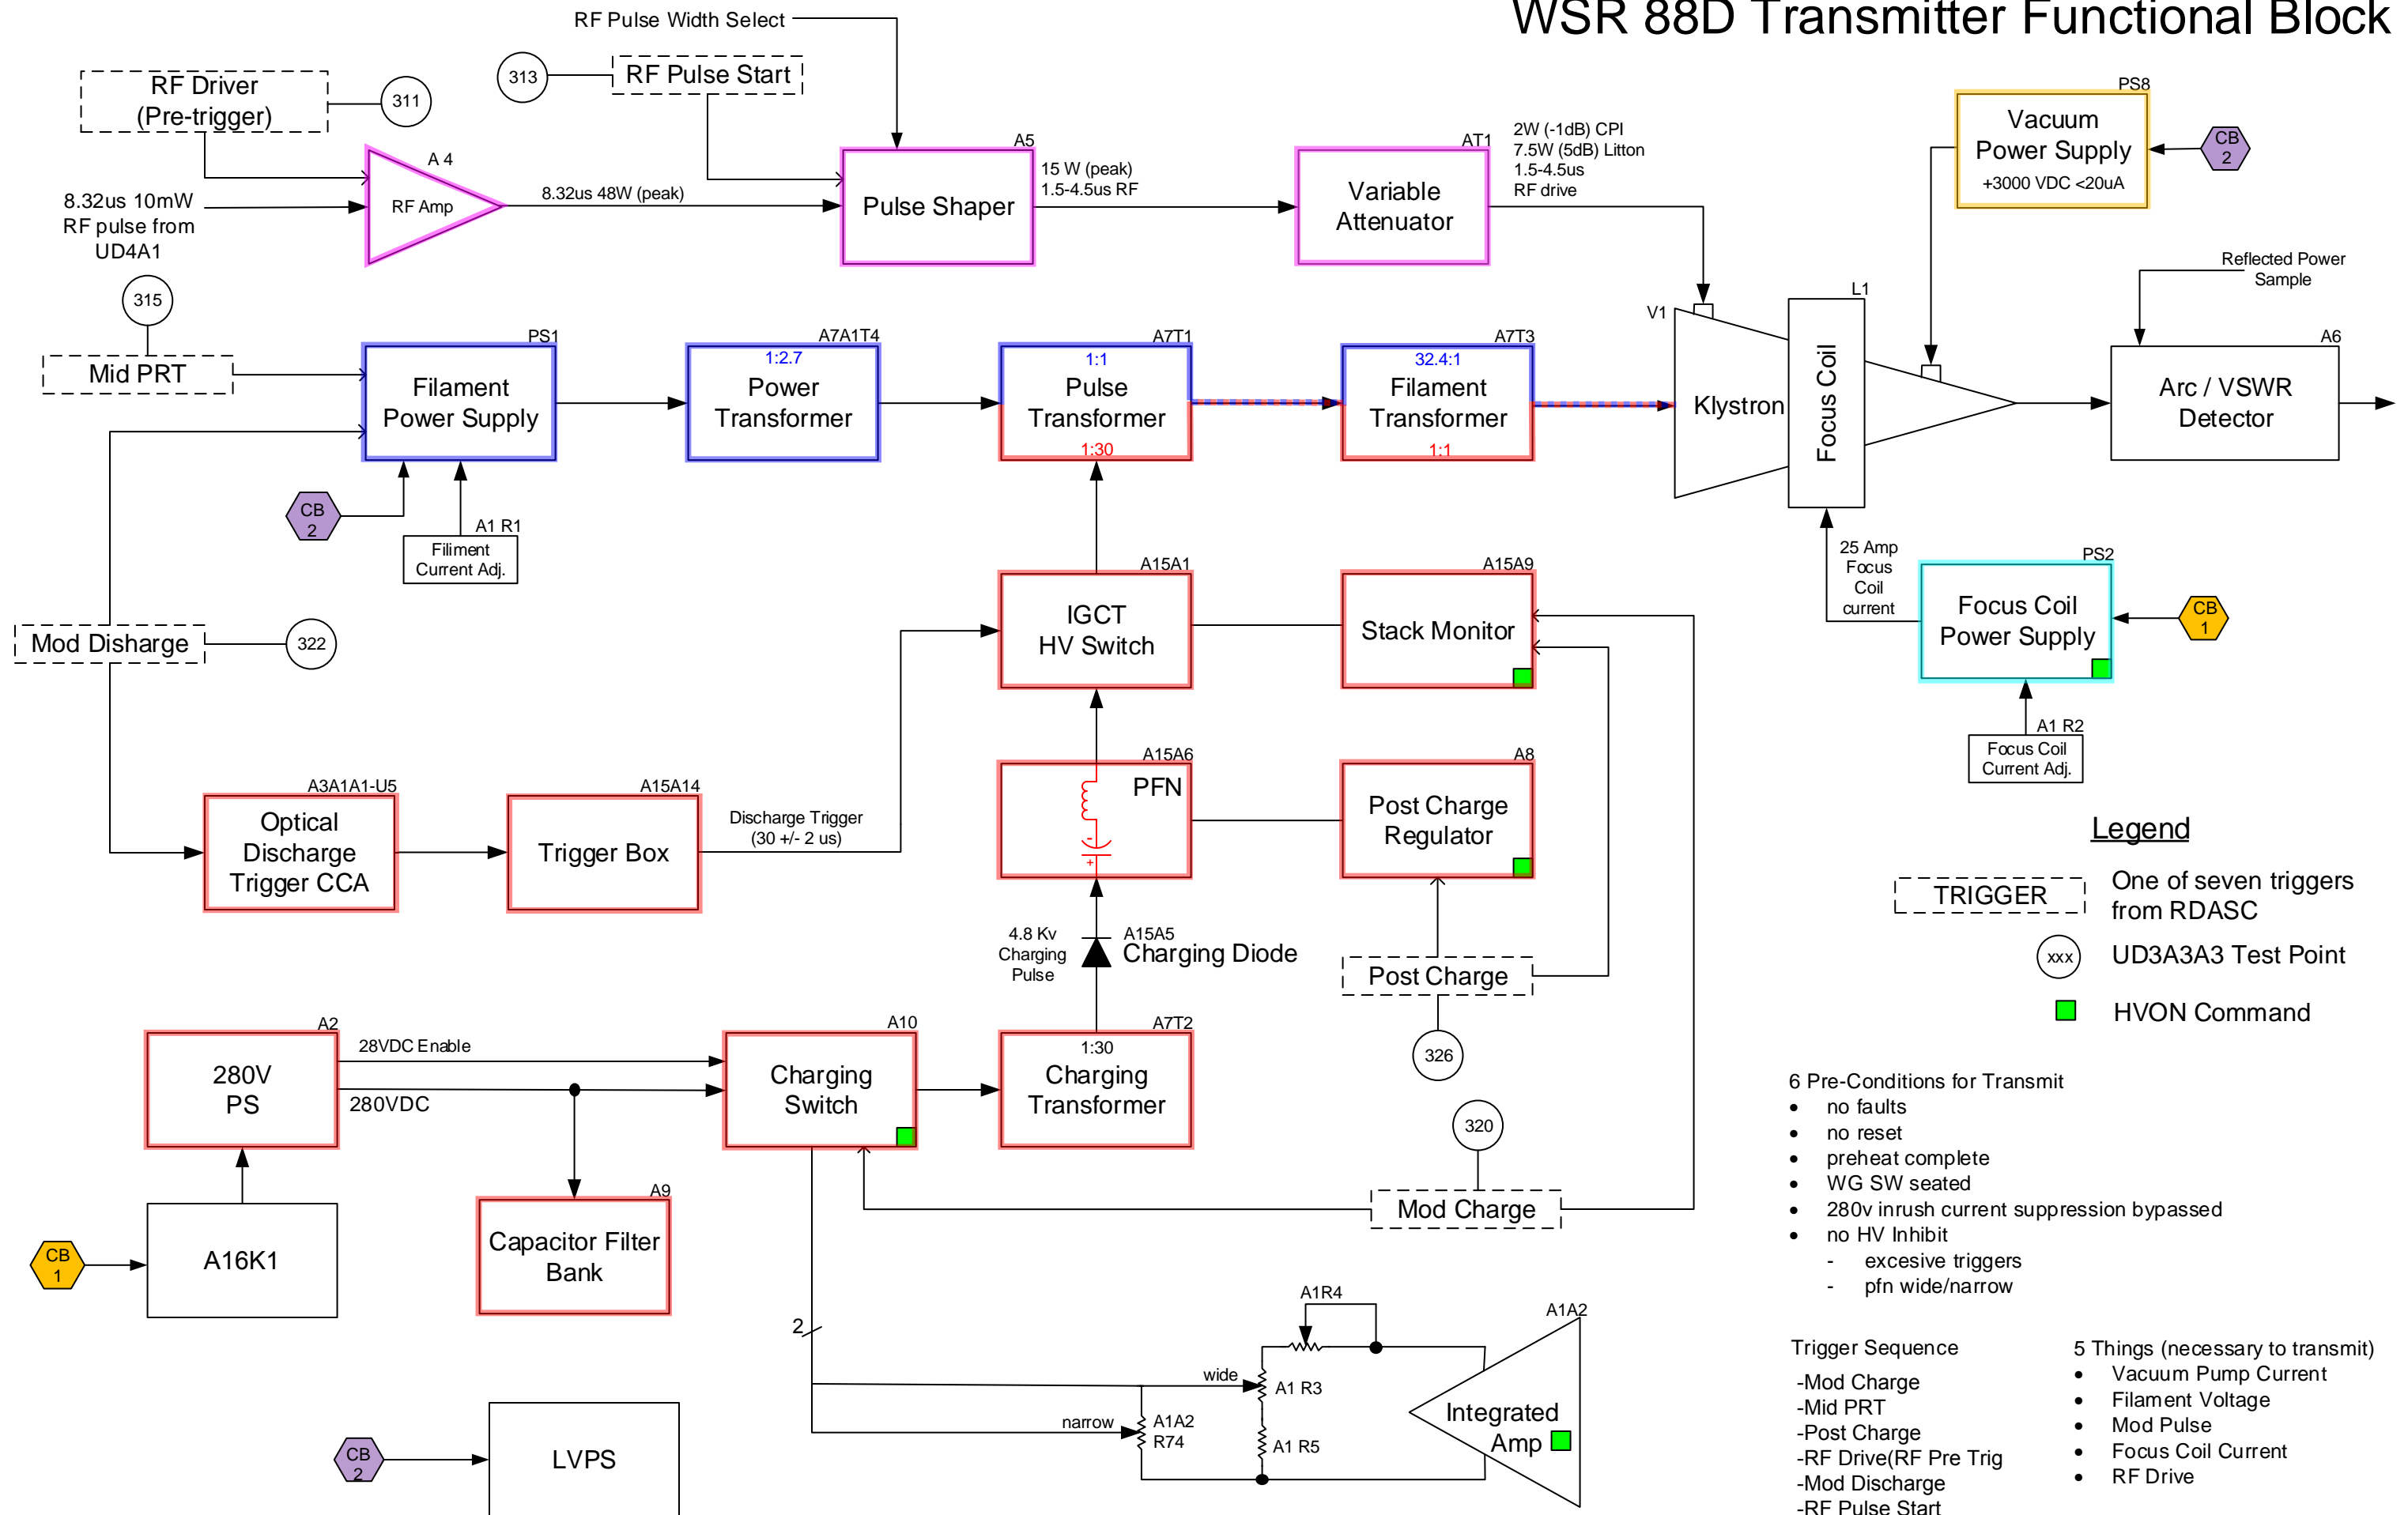 WSR 88D Transmitter Functional Block
RF Pulse Width Select
313
RF Pulse Start
RF Driver
(Pre-trigger)
311
A 4
RF Amp
8.32us 10mW
RF pulse from
UD4A1
8.32us 48W (peak)
A5
Pulse Shaper
15 W (peak)
1.5-4.5us RF
AT1
Variable
Attenuator
2W (-1dB) CPI
7.5W (5dB) Litton
1.5-4.5us
RF drive
PS8
Vacuum
Power Supply
+3000 VDC <20uA
CB
2
Reflected Power
Sample
315
Mid PRT
PS1
Filament
Power Supply
A7A1T4
1:2.7
Power
Transformer
A7T1
1:1
Pulse
Transformer
1:30
A7T3
32.4:1
Filament
Transformer
1:1
V1
Klystron
L1
Focus Coil
A6
Arc / VSWR
Detector
CB
2
A1 R1
Filiment
Current Adj.
Mod Disharge
322
A15A1
IGCT
HV Switch
A15A9
Stack Monitor
25 Amp
Focus
Coil
current
PS2
Focus Coil
Power Supply
CB
1
A1 R2
Focus Coil
Current Adj.
A3A1A1-U5
Optical
Discharge
Trigger CCA
A15A14
Trigger Box
Discharge Trigger
(30 +/- 2 us)
A15A6
PFN
-
+
A8
Post Charge
Regulator
4.8 Kv
Charging
Pulse
A15A5
Charging Diode
Post Charge
326
Legend
TRIGGER
One of seven triggers
from RDASC
xxx
UD3A3A3 Test Point
HVON Command
A2
280V
PS
28VDC Enable
280VDC
A10
Charging
Switch
A7T2
1:30
Charging
Transformer
320
Mod Charge
CB
1
A16K1
A9
Capacitor Filter
Bank
6 Pre-Conditions for Transmit
• no faults
• no reset
• preheat complete
• WG SW seated
• 280v inrush current suppression bypassed
• no HV Inhibit
- excesive triggers
- pfn wide/narrow
2
wide
narrow
A1R4
A1 R3
A1A2
R74
A1 R5
A1A2
Integrated
Amp
CB
2
LVPS
Trigger Sequence
-Mod Charge
-Mid PRT
-Post Charge
-RF Drive(RF Pre Trig
-Mod Discharge
-RF Pulse Start
5 Things (necessary to transmit)
• Vacuum Pump Current
• Filament Voltage
• Mod Pulse
• Focus Coil Current
• RF Drive